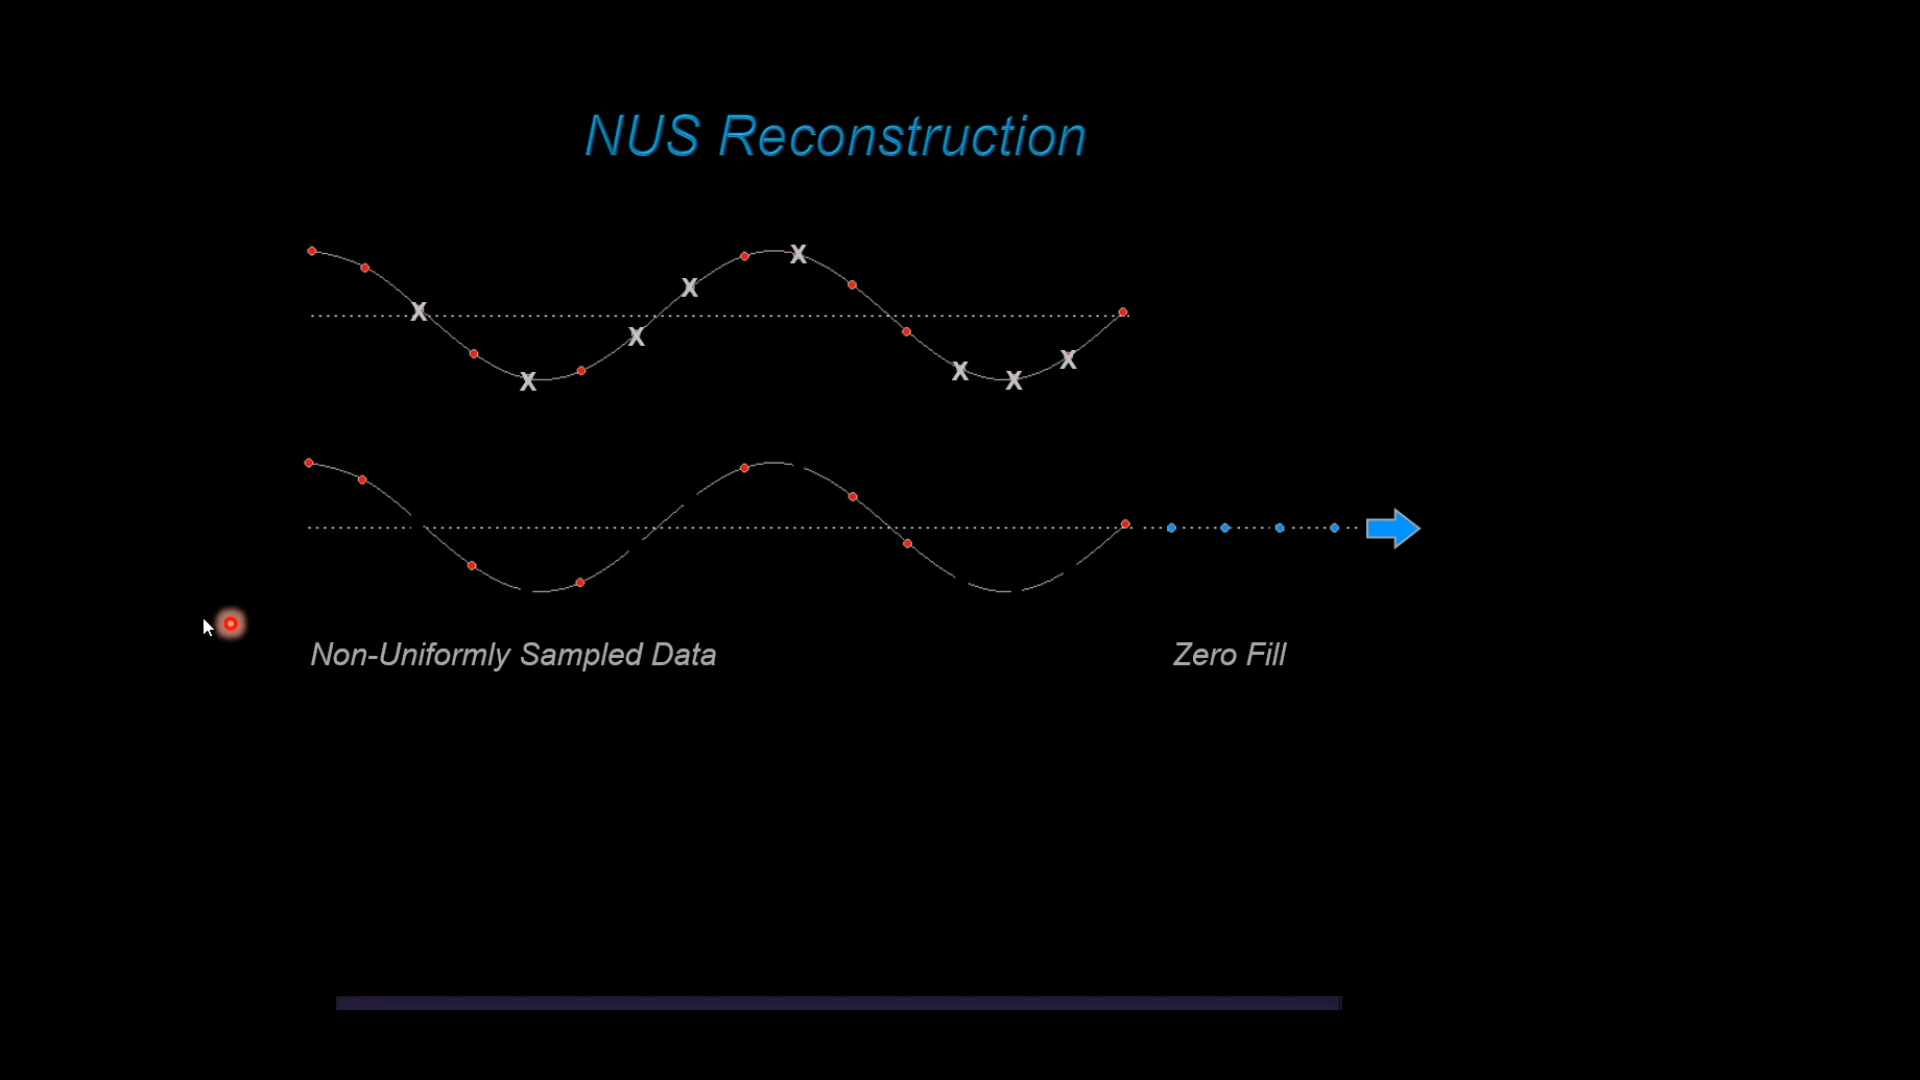 NUS Reconstruction
X X X X X X X X
Non-Uniformly Sampled Data
Zero Fill